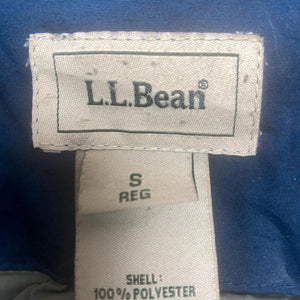 L.L.Bean®
S
REG
SHELL:
100% POLYESTER